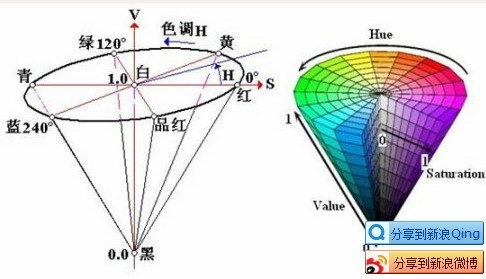 V
色调H
绿120°
黄
青
1.0
白
H
0°
S
红
蓝240°
品红
0.0
黑
Hue
1
0
1
Saturation
Value
分享到新浪Qing
分享到新浪微博